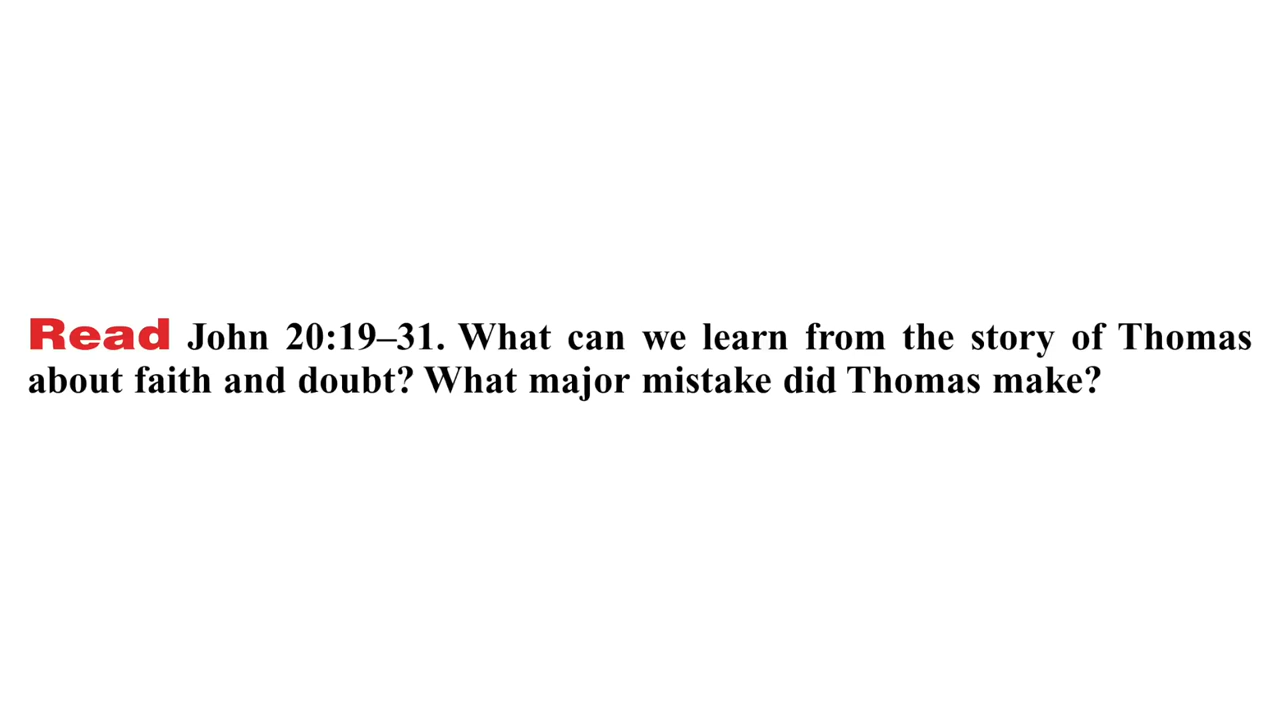 Read John 20:19–31. What can we learn from the story of Thomas
about faith and doubt? What major mistake did Thomas make?